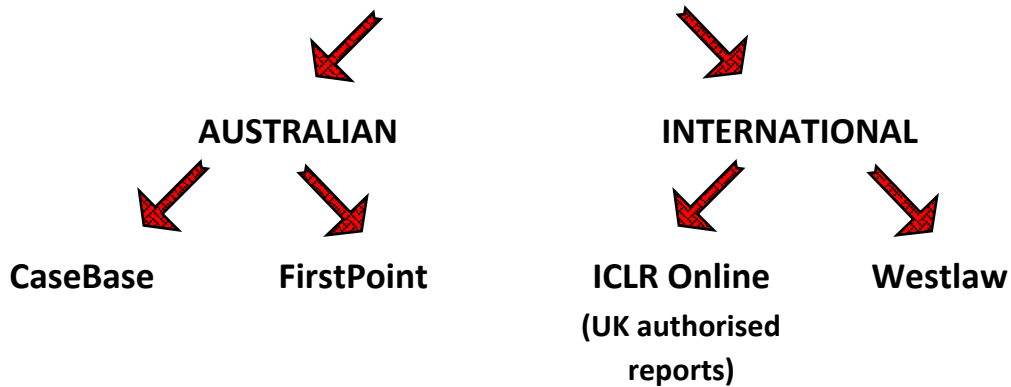 AUSTRALIAN INTERNATIONAL
CaseBase FirstPoint ICLR Online Westlaw
(UK authorised
reports)